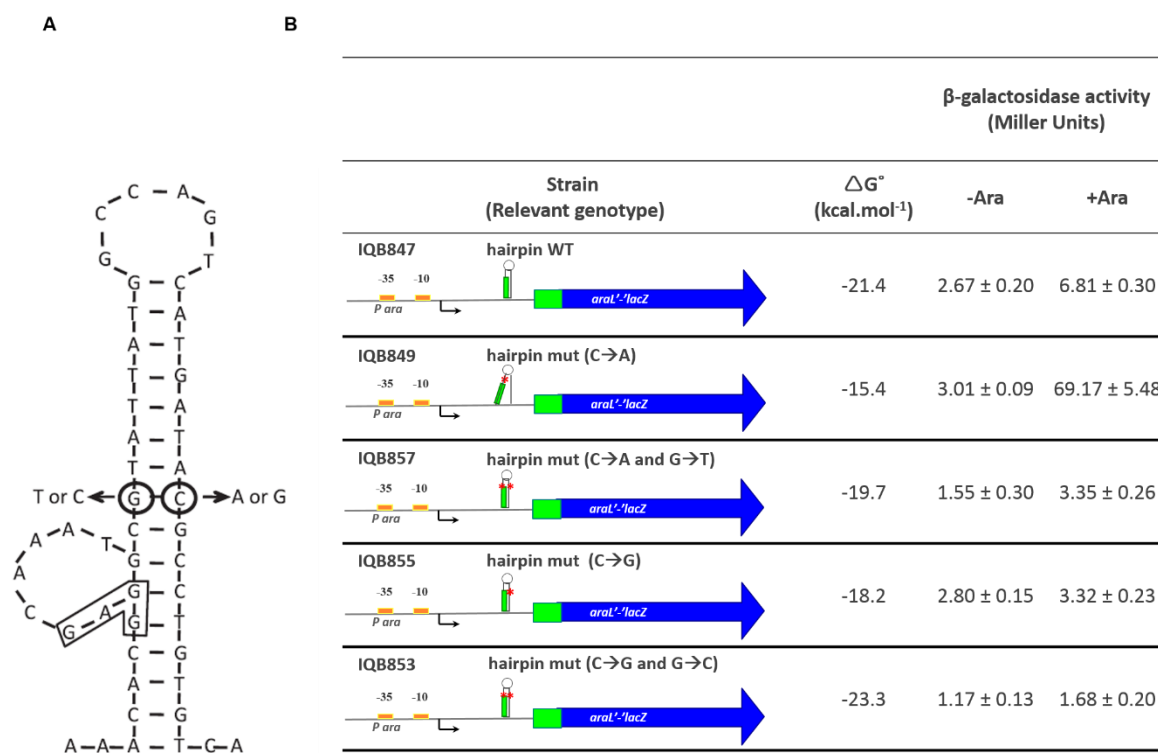 A
B
β-galactosidase activity
(Miller Units)
Strain
(Relevant genotype)
△G°
(kcal.mol⁻¹)
-Ara
+Ara
IQB847 hairpin WT
-35 -10
P ara
araL'-'lacZ
-21.4 2.67 ± 0.20 6.81 ± 0.30
IQB849 hairpin mut (C→A)
-35 -10
P ara
araL'-'lacZ
-15.4 3.01 ± 0.09 69.17 ± 5.48
IQB857 hairpin mut (C→A and G→T)
-35 -10
P ara
araL'-'lacZ
-19.7 1.55 ± 0.30 3.35 ± 0.26
IQB855 hairpin mut (C→G)
-35 -10
P ara
araL'-'lacZ
-18.2 2.80 ± 0.15 3.32 ± 0.23
IQB853 hairpin mut (C→G and G→C)
-35 -10
P ara
araL'-'lacZ
-23.3 1.17 ± 0.13 1.68 ± 0.20
C C A
G G
G T
G C
T A
A T
T G
T A
A T
T A
T or C G C A or G
C G
A A T G C
A G C
C G A G T
C G
A T
C G
A A A A T A